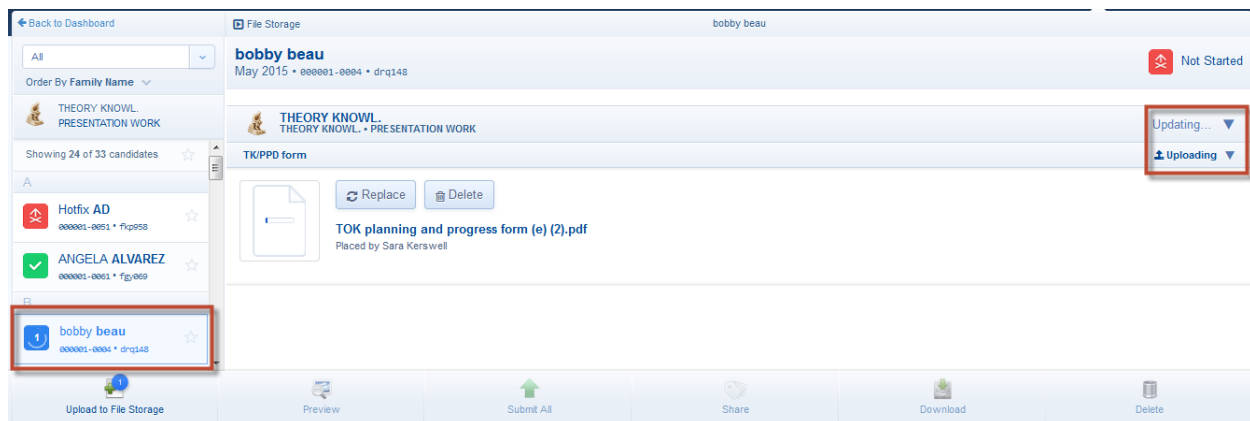 Back to Dashboard
File Storage
bobby beau
All
Order By Family Name
THEORY KNOWL.
PRESENTATION WORK
Showing 24 of 33 candidates
A
Hotfix AD
000001-0051 • fkp958
ANGELA ALVAREZ
000001-0061 • fgy069
B
1
bobby beau
000001-0004 • drq148
bobby beau
May 2015 • 000001-0004 • drq148
Not Started
THEORY KNOWL.
THEORY KNOWL. • PRESENTATION WORK
Updating...
TK/PPD form
Uploading
Replace
Delete
TOK planning and progress form (e) (2).pdf
Placed by Sara Kerswell
1
Upload to File Storage
Preview
Submit All
Share
Download
Delete